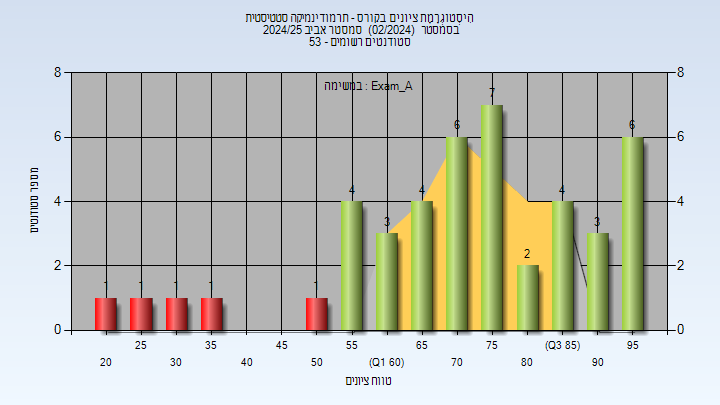 הִיסְטוֹגְרָמַת ציונים בקורס - תרמודינמיקה סטטיסטית
בסמסטר (02/2024) סמסטר אביב 2024/25
סטודנטים רשומים - 53
במשימה : Exam_A
מספר סטודנטים
8 8
6 6
4 4
2 2
0 0
1 1 1 1 1 4 3 4 6 7 2 4 3 6
25 35 45 55 65 75 (Q3 85) 95
20 30 40 50 (Q1 60) 70 80 90
טווח ציונים